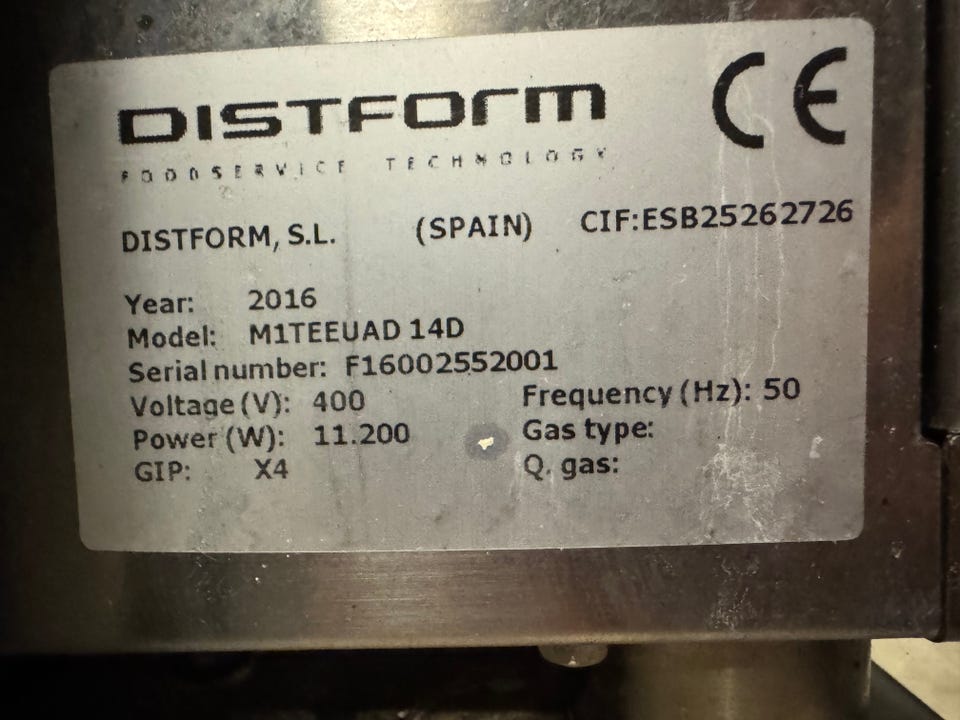 DISTFORM
FOODSERVICE TECHNOLOGY
CE
DISTFORM, S.L. (SPAIN) CIF:ESB25262726
Year: 2016
Model: M1TEEUAD 14D
Serial number: F16002552001
Voltage (V): 400 Frequency (Hz): 50
Power (W): 11.200 Gas type:
GIP: X4 Q. gas: